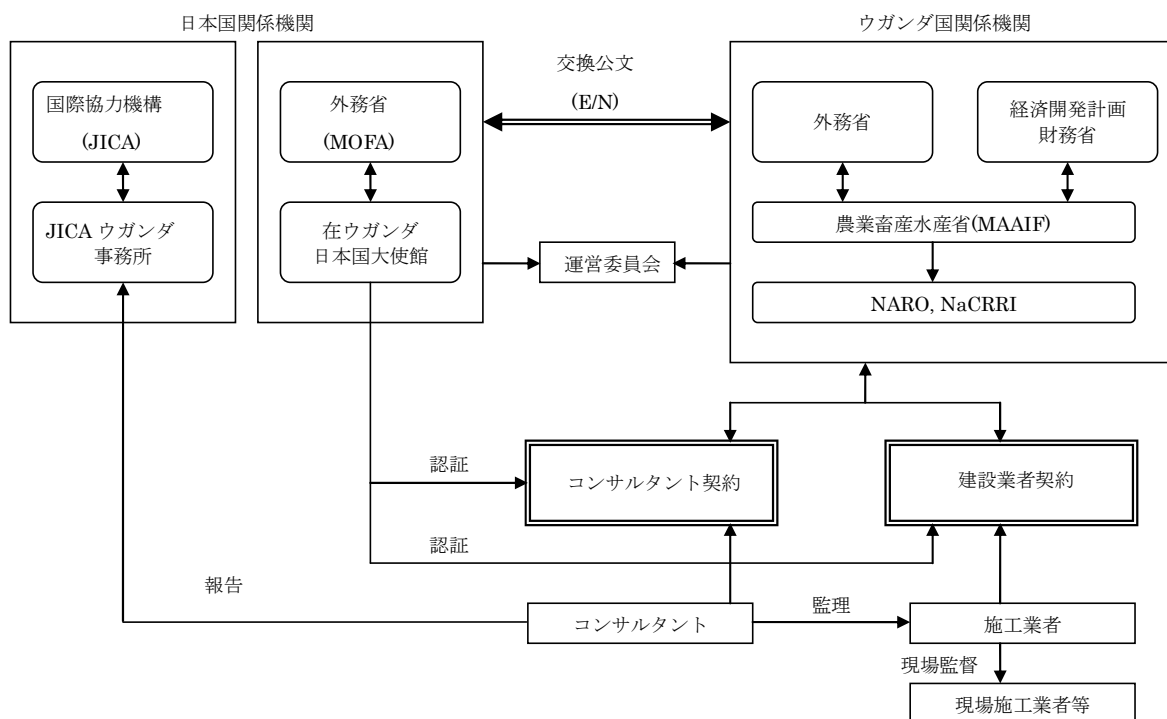 日本国関係機関
ウガンダ国関係機関
国際協力機構
(JICA)
JICA ウガンダ
事務所
外務省
(MOFA)
在ウガンダ
日本国大使館
交換公文
(E/N)
運営委員会
外務省
経済開発計画
財務省
農業畜産水産省(MAAIF)
NARO, NaCRRI
認証
コンサルタント契約
建設業者契約
認証
報告
コンサルタント
監理
施工業者
現場監督
現場施工業者等